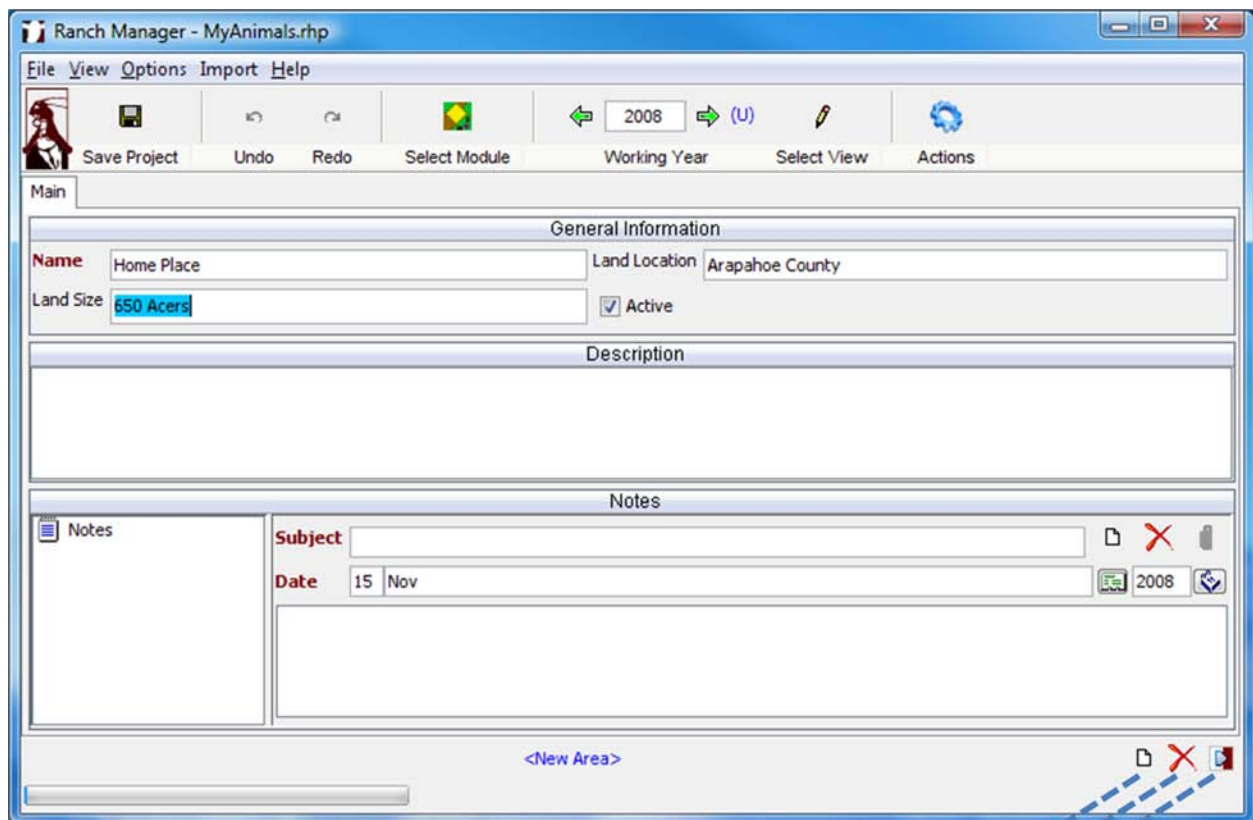 Ranch Manager - MyAnimals.rhp
File View Options Import Help
2008 (U)
Save Project Undo Redo Select Module Working Year Select View Actions
Main
General Information
Name Home Place Land Location Arapahoe County
Land Size 650 Acers Active
Description
Notes
Notes
Subject
Date 15 Nov 2008
<New Area>